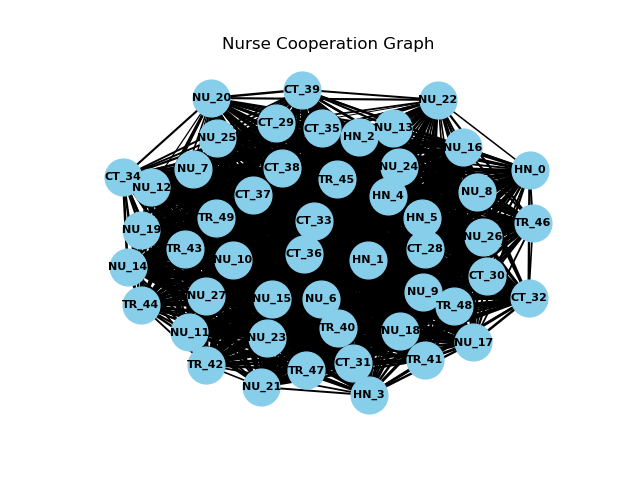 Nurse Cooperation Graph
CT_39
NU_20
NU_22
CT_29
CT_35
NU_13
HN_2
NU_25
NU_16
NU_24
CT_38
NU_7
HN_0
CT_34
TR_45
NU_12
NU_8
CT_37
HN_4
TR_49
HN_5
CT_33
TR_46
NU_19
NU_26
TR_43
CT_28
CT_36
NU_10
HN_1
NU_14
CT_30
NU_9
NU_27
CT_32
NU_15
NU_6
TR_44
TR_48
TR_40
NU_11
NU_18
NU_23
NU_17
TR_41
CT_31
TR_42
TR_47
NU_21
HN_3